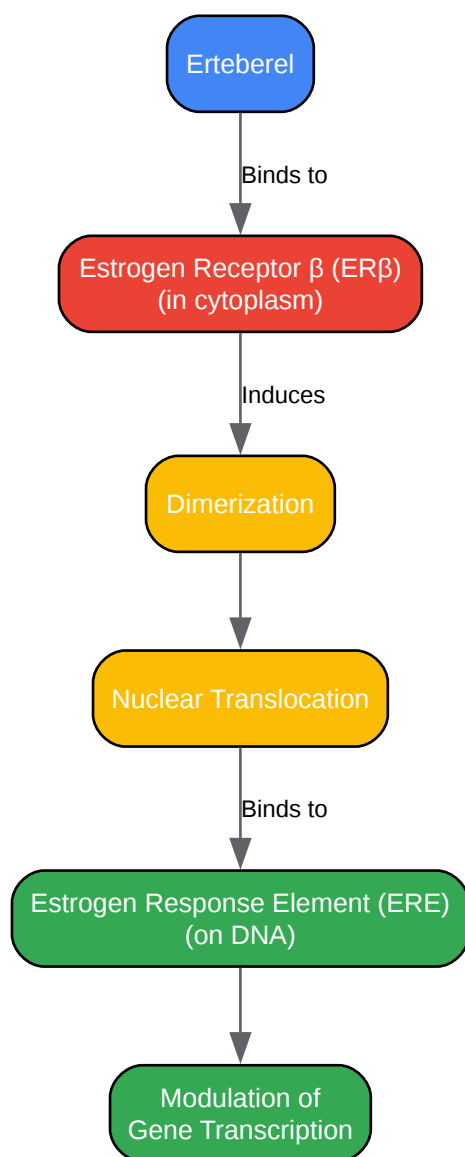 Erteberel
Binds to
Estrogen Receptor β (ERβ)
(in cytoplasm)
Induces
Dimerization
Nuclear Translocation
Binds to
Estrogen Response Element (ERE)
(on DNA)
Modulation of
Gene Transcription